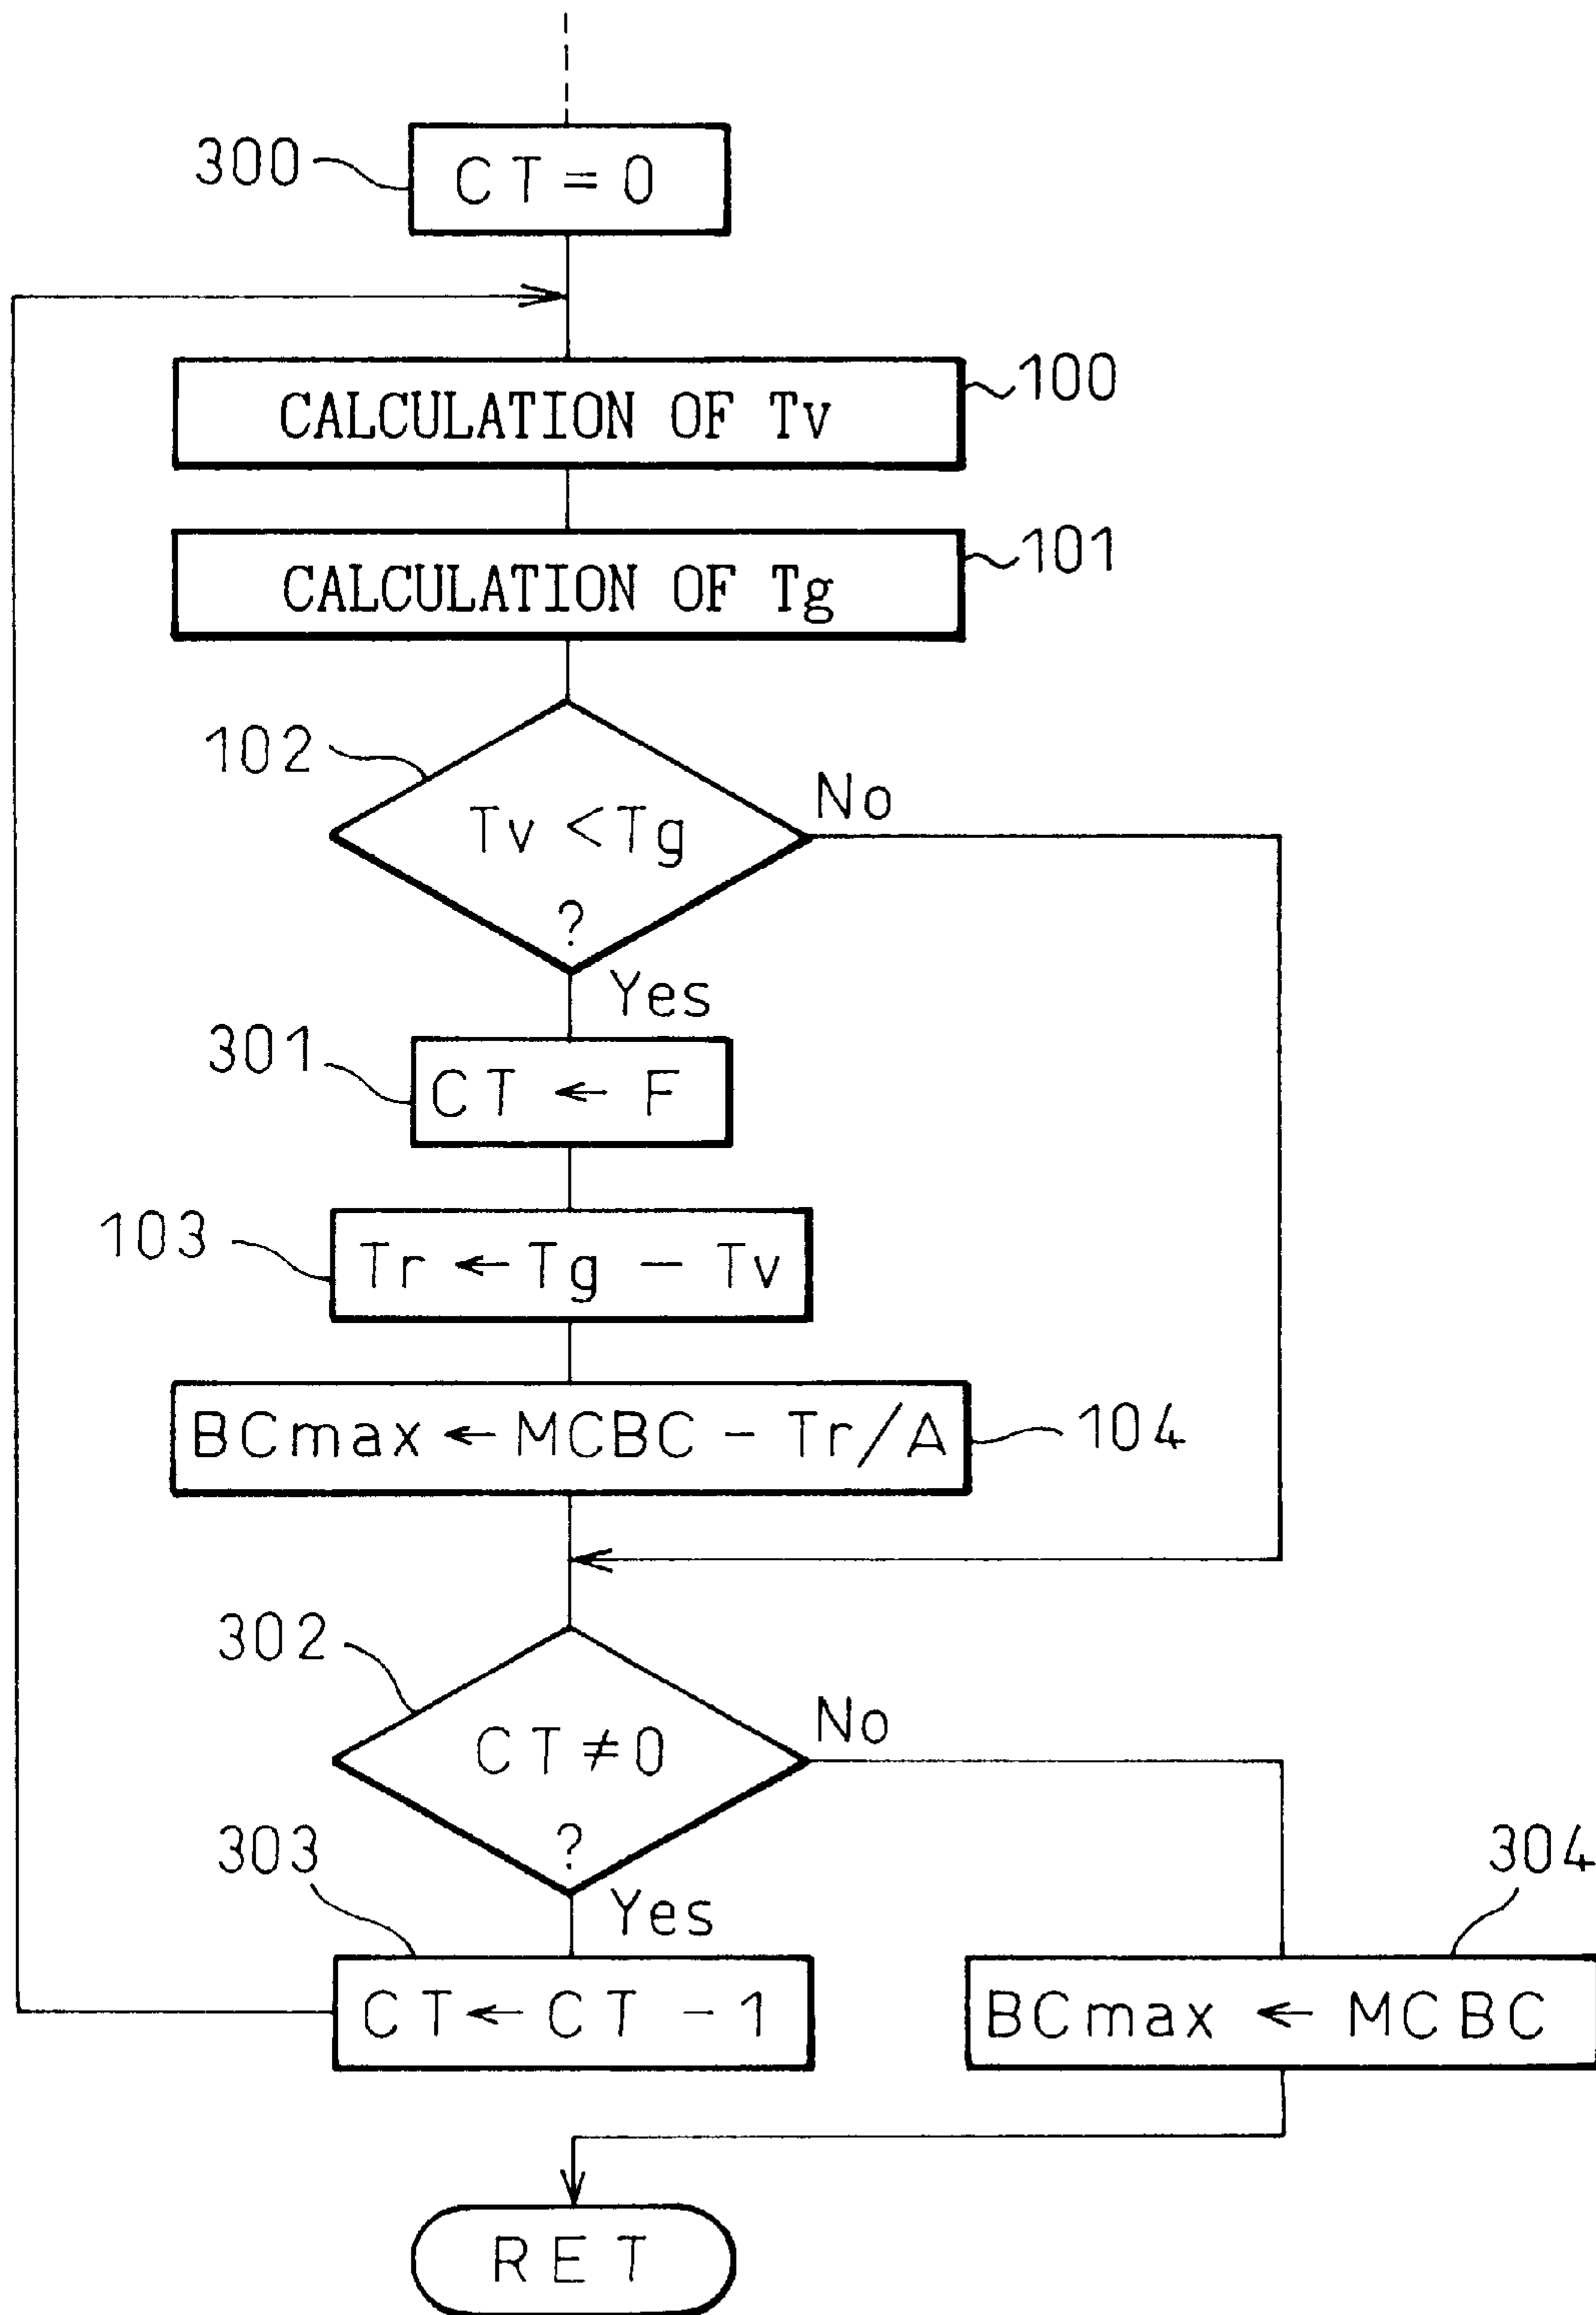 300
CT=0
100
CALCULATION OF Tv
101
CALCULATION OF Tg
102
No
Tv <Tg
?
Yes
301
CT ← F
103
Tr ← Tg − Tv
BCmax ← MCBC − Tr/A
104
302
No
CT≠0
?
303
304
Yes
CT ← CT −1
BCmax ← MCBC
RET